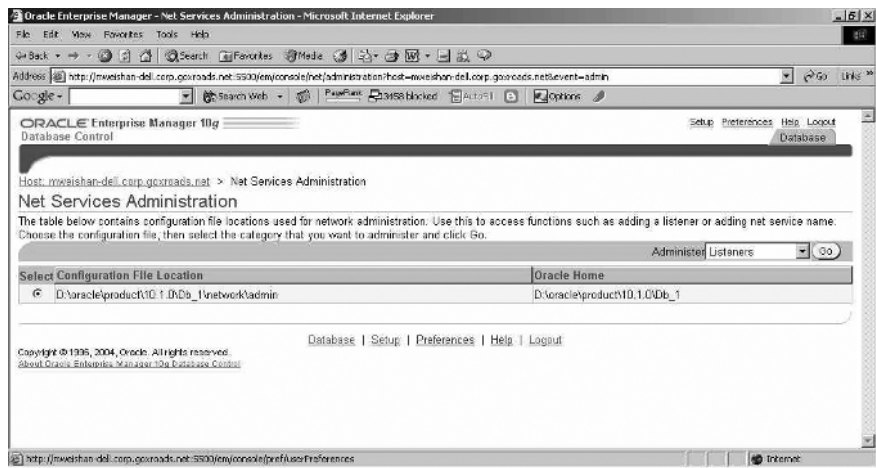 Oracle Enterprise Manager - Net Services Administration - Microsoft Internet Explorer
File Edit View Favorites Tools Help
Back Search Favorites Media
Address http://mweishan-dell.corp.goxroads.net:5500/em/console/net/administration?host=mweishan-dell.corp.goxroads.net&event=admin Go Links »
Google Search Web PageRank 3158 blocked AutoFill Options
ORACLE Enterprise Manager 10g
Database Control
Setup Preferences Help Logout
Database
Host: mweishan-dell.corp.goxroads.net > Net Services Administration
Net Services Administration
The table below contains configuration file locations used for network administration. Use this to access functions such as adding a listener or adding net service name.
Choose the configuration file, then select the category that you want to administer and click Go.
Administer Listeners Go
Select Configuration File Location Oracle Home
D:\oracle\product\10.1.0\Db_1\network\admin D:\oracle\product\10.1.0\Db_1
Database | Setup | Preferences | Help | Logout
Copyright © 1996, 2004, Oracle. All rights reserved.
About Oracle Enterprise Manager 10g Database Control
http://mweishan-dell.corp.goxroads.net:5500/em/console/pref/userPreferences Internet